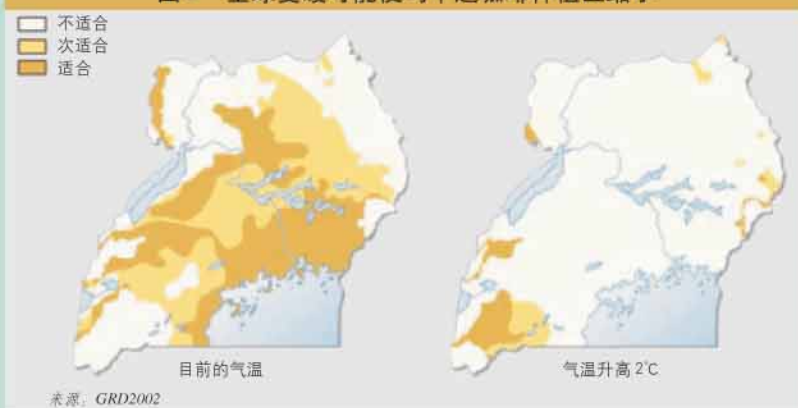 不适合
次适合
适合
目前的气温
气温升高 2℃
来源：GRD2002